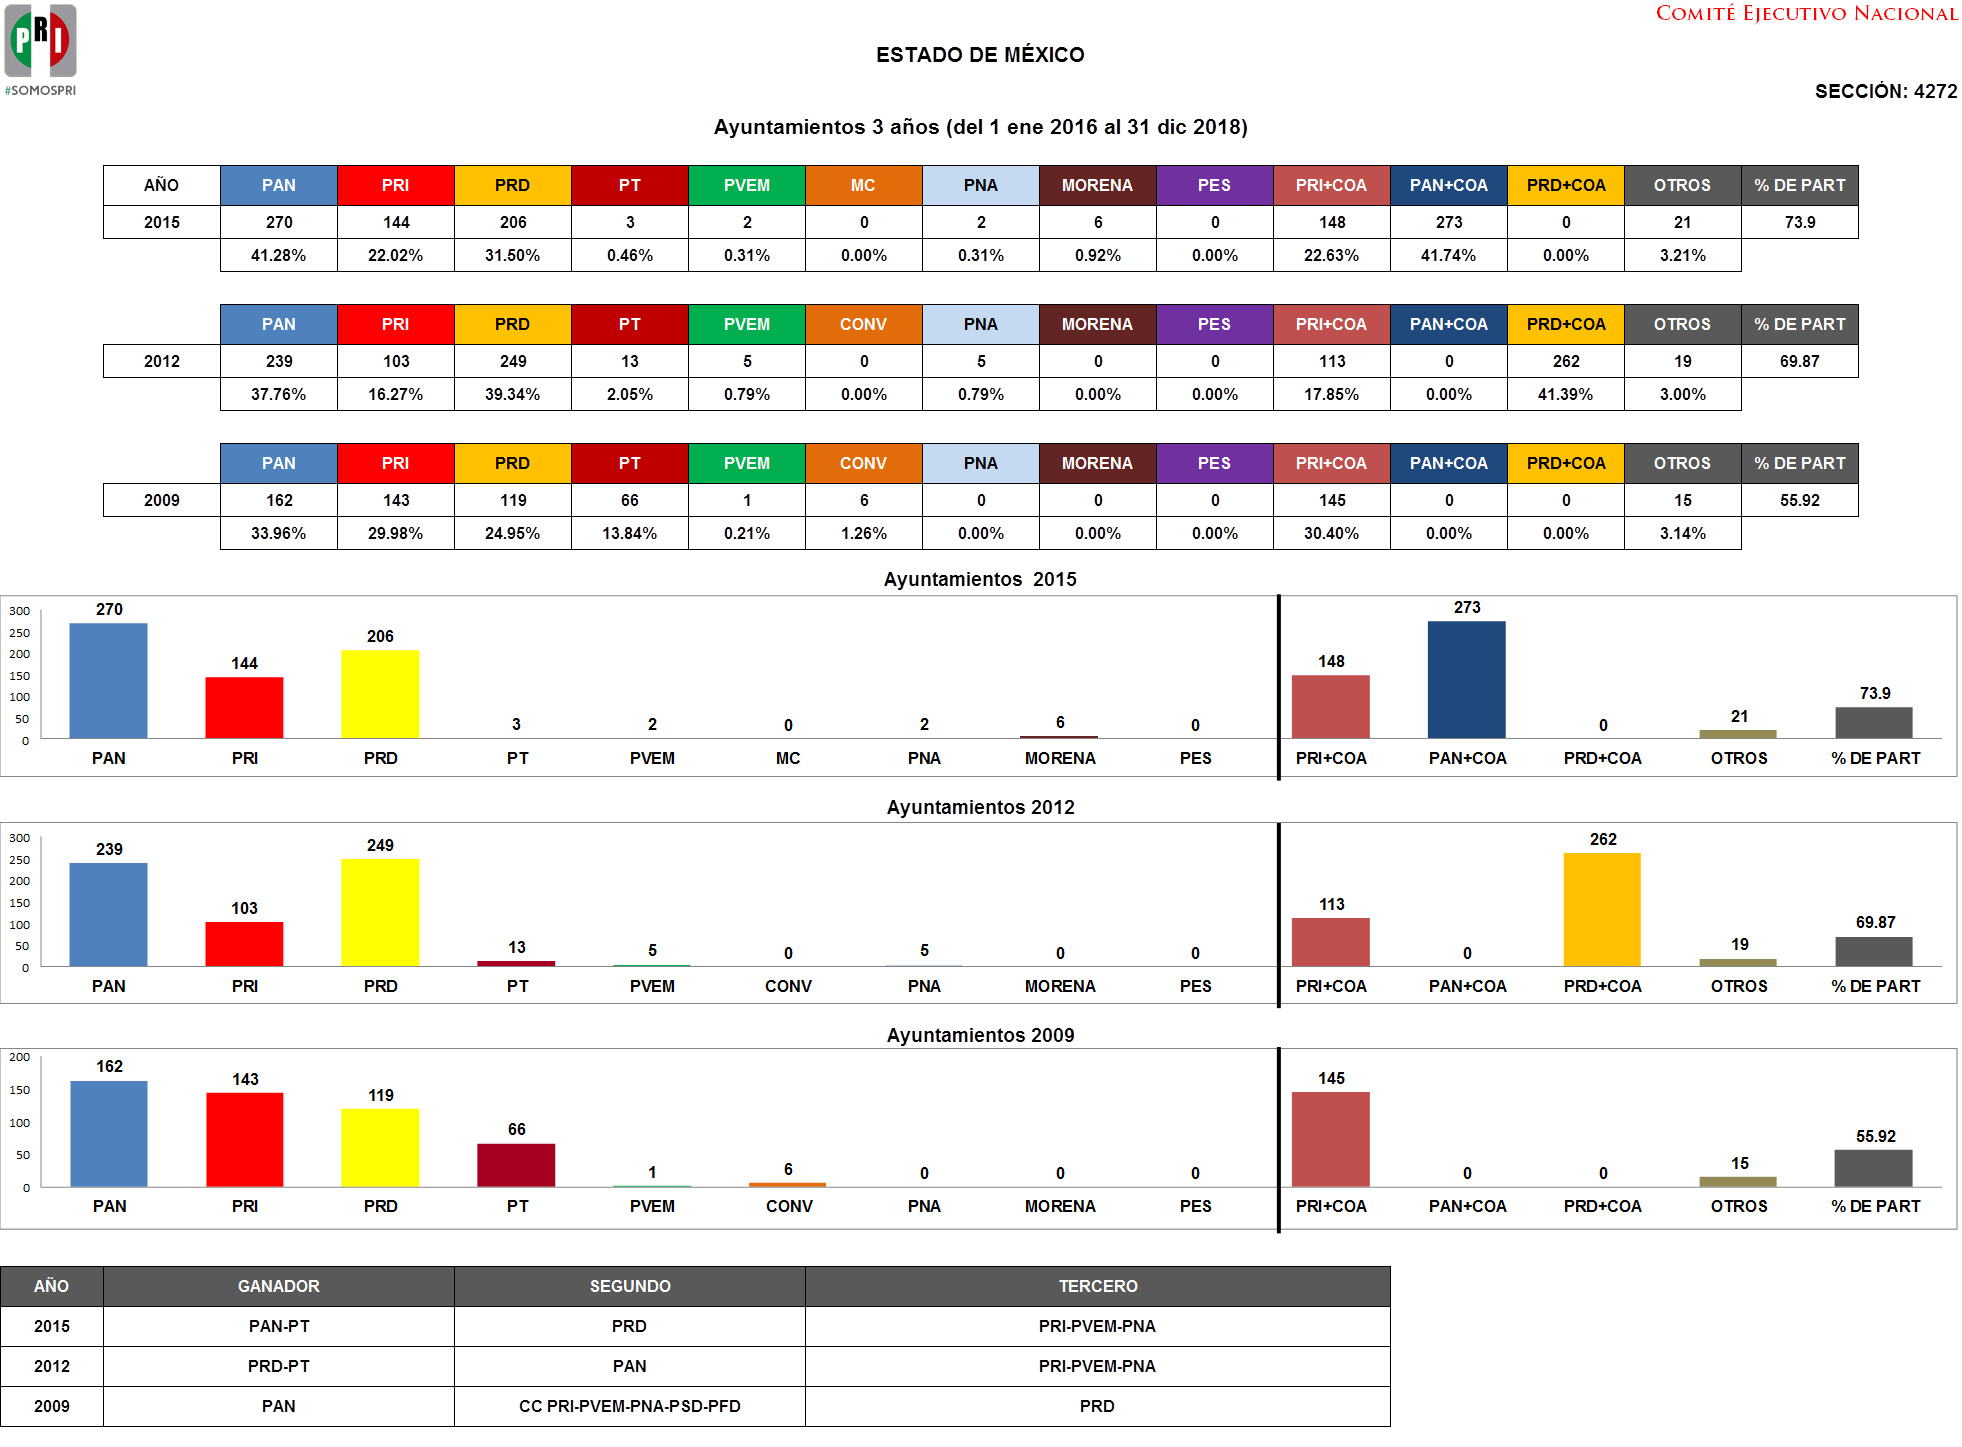 PRI
#SOMOSPRI
COMITÉ EJECUTIVO NACIONAL
ESTADO DE MÉXICO
SECCIÓN: 4272
Ayuntamientos 3 años (del 1 ene 2016 al 31 dic 2018)
AÑO PAN PRI PRD PT PVEM MC PNA MORENA PES PRI+COA PAN+COA PRD+COA OTROS % DE PART
2015 270 144 206 3 2 0 2 6 0 148 273 0 21 73.9
41.28% 22.02% 31.50% 0.46% 0.31% 0.00% 0.31% 0.92% 0.00% 22.63% 41.74% 0.00% 3.21%
PAN PRI PRD PT PVEM CONV PNA MORENA PES PRI+COA PAN+COA PRD+COA OTROS % DE PART
2012 239 103 249 13 5 0 5 0 0 113 0 262 19 69.87
37.76% 16.27% 39.34% 2.05% 0.79% 0.00% 0.79% 0.00% 0.00% 17.85% 0.00% 41.39% 3.00%
PAN PRI PRD PT PVEM CONV PNA MORENA PES PRI+COA PAN+COA PRD+COA OTROS % DE PART
2009 162 143 119 66 1 6 0 0 0 145 0 0 15 55.92
33.96% 29.98% 24.95% 13.84% 0.21% 1.26% 0.00% 0.00% 0.00% 30.40% 0.00% 0.00% 3.14%
Ayuntamientos 2015
300
250
200
150
100
50
0
270 144 206 3 2 0 2 6 0 148 273 0 21 73.9
PAN PRI PRD PT PVEM MC PNA MORENA PES PRI+COA PAN+COA PRD+COA OTROS % DE PART
Ayuntamientos 2012
300
250
200
150
100
50
0
239 103 249 13 5 0 5 0 0 113 0 262 19 69.87
PAN PRI PRD PT PVEM CONV PNA MORENA PES PRI+COA PAN+COA PRD+COA OTROS % DE PART
Ayuntamientos 2009
200
150
100
50
0
162 143 119 66 1 6 0 0 0 145 0 0 15 55.92
PAN PRI PRD PT PVEM CONV PNA MORENA PES PRI+COA PAN+COA PRD+COA OTROS % DE PART
AÑO GANADOR SEGUNDO TERCERO
2015 PAN-PT PRD PRI-PVEM-PNA
2012 PRD-PT PAN PRI-PVEM-PNA
2009 PAN CC PRI-PVEM-PNA-PSD-PFD PRD